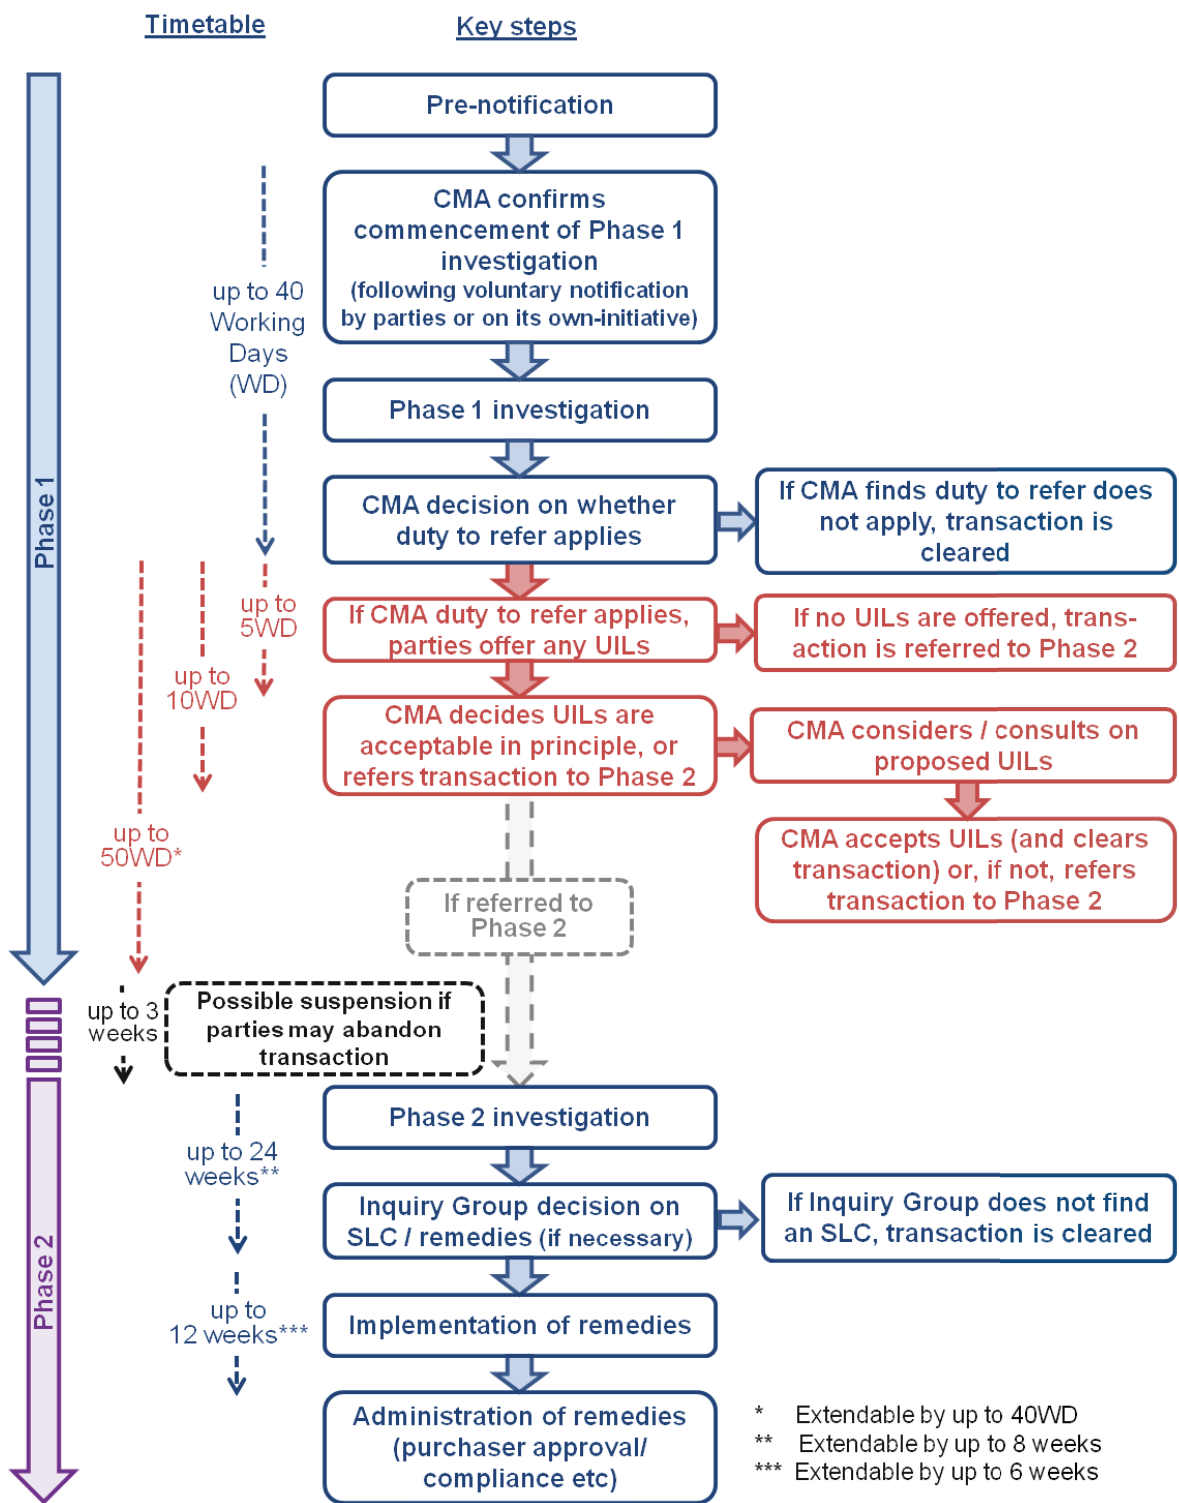 Timetable
Key steps
Pre-notification
CMA confirms
commencement of Phase 1
investigation
(following voluntary notification
by parties or on its own-initiative)
up to 40
Working
Days
(WD)
Phase 1 investigation
Phase 1
CMA decision on whether
duty to refer applies
If CMA finds duty to refer does
not apply, transaction is
cleared
up to
5WD
If CMA duty to refer applies,
parties offer any UILs
If no UILs are offered, trans-
action is referred to Phase 2
up to
10WD
CMA decides UILs are
acceptable in principle, or
refers transaction to Phase 2
CMA considers / consults on
proposed UILs
up to
50WD*
CMA accepts UILs (and clears
transaction) or, if not, refers
transaction to Phase 2
If referred to
Phase 2
up to 3
weeks
Possible suspension if
parties may abandon
transaction
Phase 2 investigation
up to 24
weeks**
Inquiry Group decision on
SLC / remedies (if necessary)
If Inquiry Group does not find
an SLC, transaction is cleared
Phase 2
up to
12 weeks***
Implementation of remedies
Administration of remedies
(purchaser approval/
compliance etc)
* Extendable by up to 40WD
** Extendable by up to 8 weeks
*** Extendable by up to 6 weeks